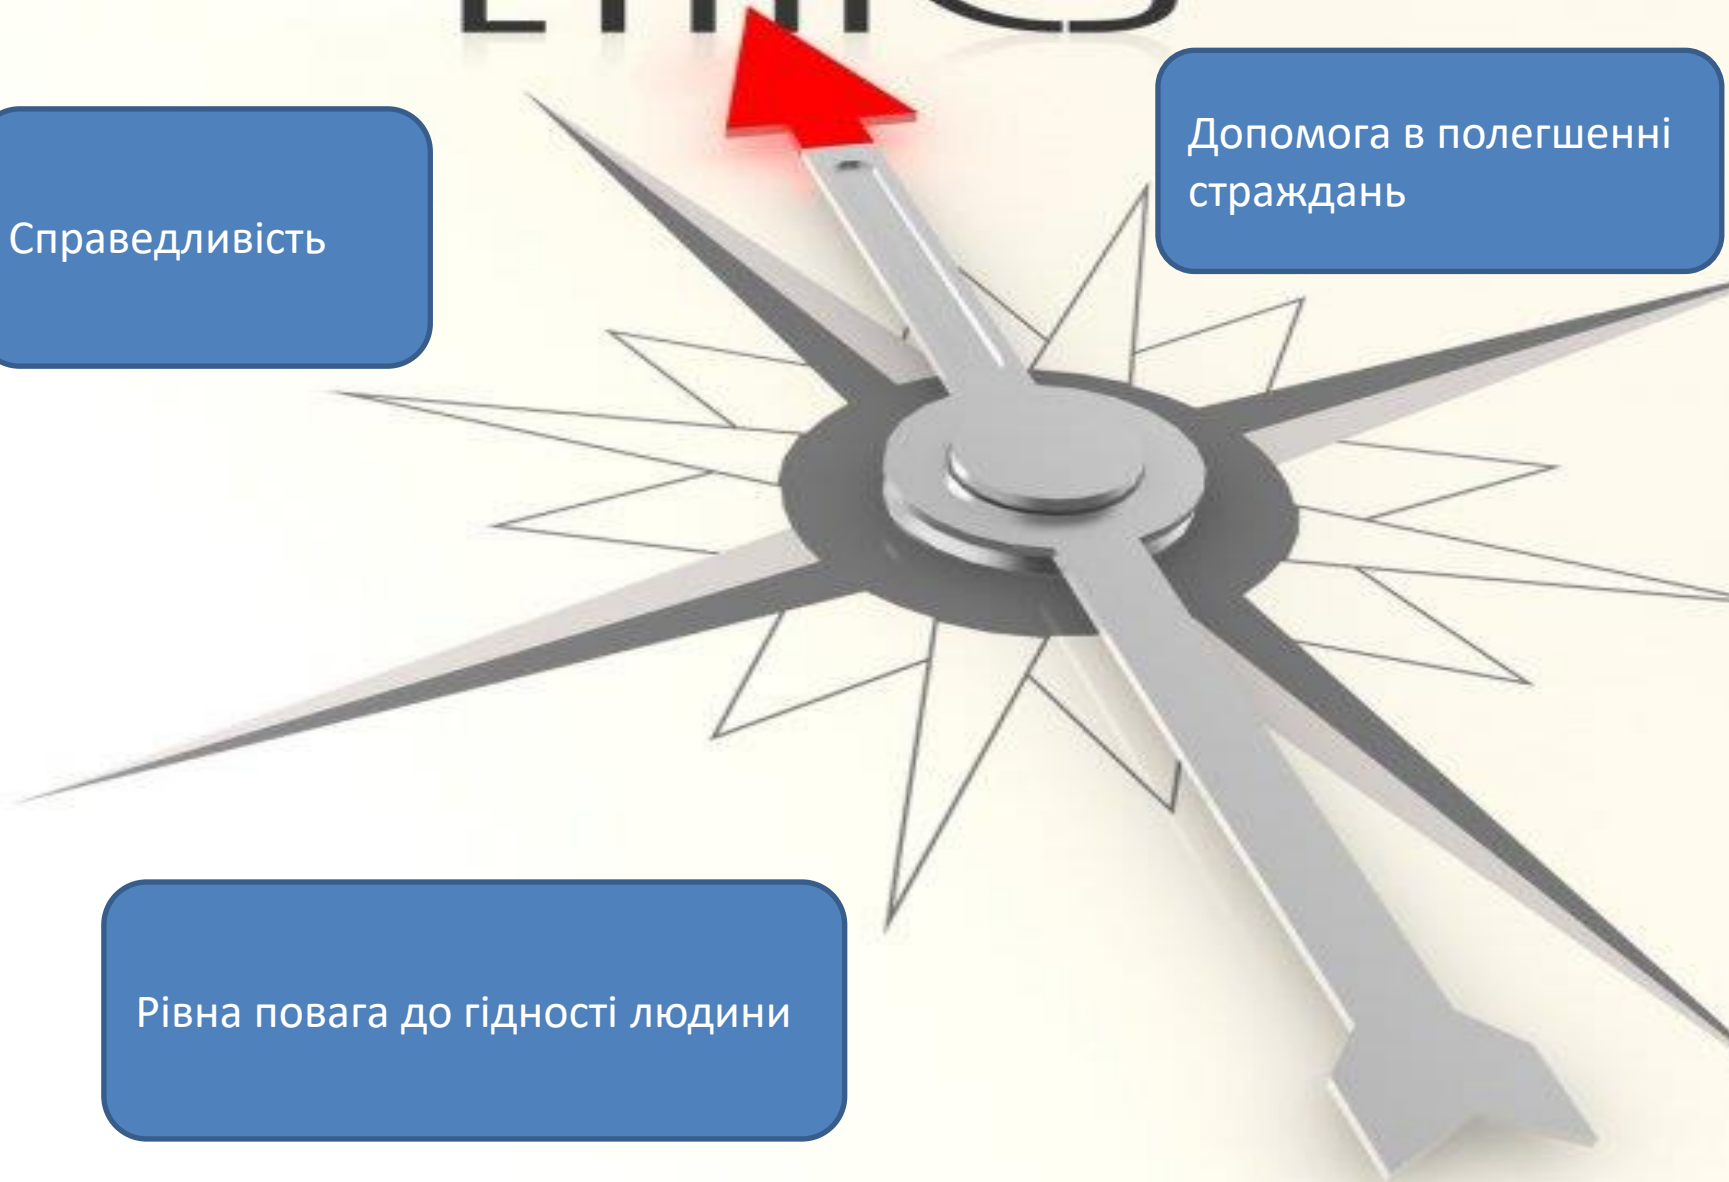 Справедливість
Допомога в полегшенні
страждань
Рівна повага до гідності людини